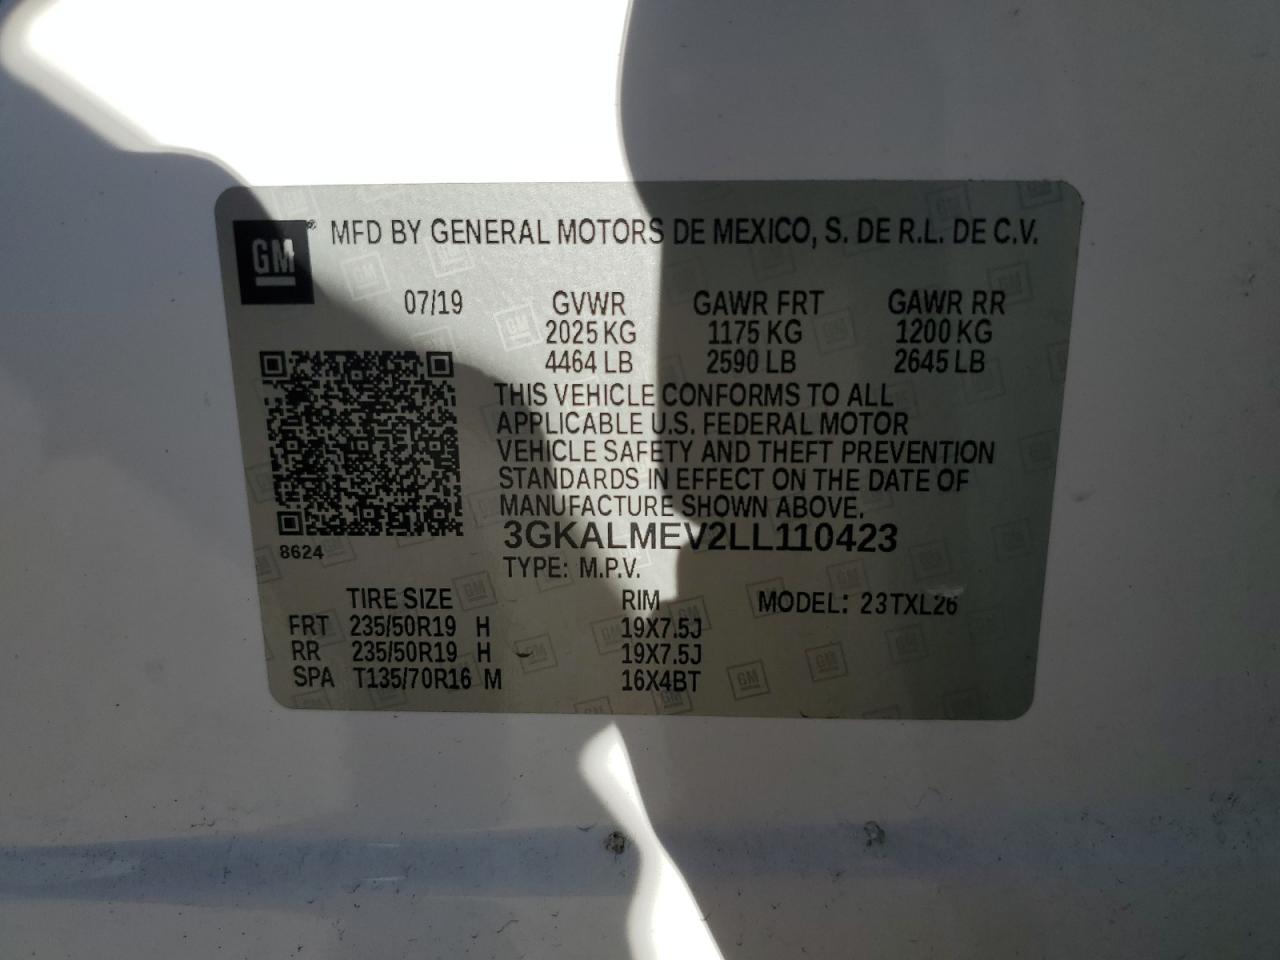 GM ® MFD BY GENERAL MOTORS DE MEXICO, S. DE R.L. DE C.V.
07/19 GVWR GAWR FRT GAWR RR
2025 KG 1175 KG 1200 KG
4464 LB 2590 LB 2645 LB
THIS VEHICLE CONFORMS TO ALL
APPLICABLE U.S. FEDERAL MOTOR
VEHICLE SAFETY AND THEFT PREVENTION
STANDARDS IN EFFECT ON THE DATE OF
MANUFACTURE SHOWN ABOVE.
8624 3GKALMEV2LL110423
TYPE: M.P.V.
TIRE SIZE RIM MODEL: 23TXL26
FRT 235/50R19 H 19X7.5J
RR 235/50R19 H 19X7.5J
SPA T135/70R16 M 16X4BT